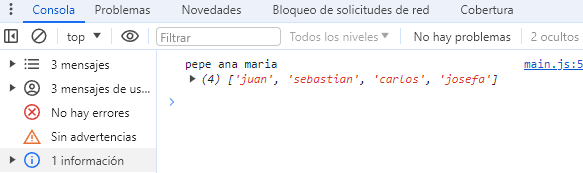 Consola Problemas Novedades Bloqueo de solicitudes de red Cobertura
top Filtrar Todos los niveles No hay problemas 2 ocultos
3 mensajes
3 mensajes de us...
No hay errores
Sin advertencias
1 información
pepe ana maria main.js:5
(4) ['juan', 'sebastian', 'carlos', 'josefa']